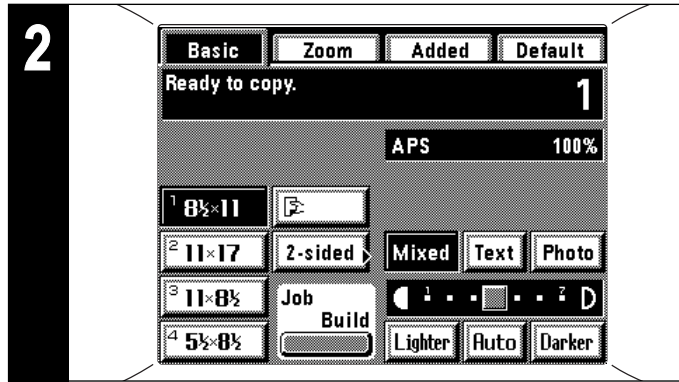 2
Basic Zoom Added Default
Ready to copy. 1
APS 100%
1 8½×11
2 11×17 2-sided Mixed Text Photo
3 11×8½ Job Build 1 7
4 5½×8½ Lighter Auto Darker